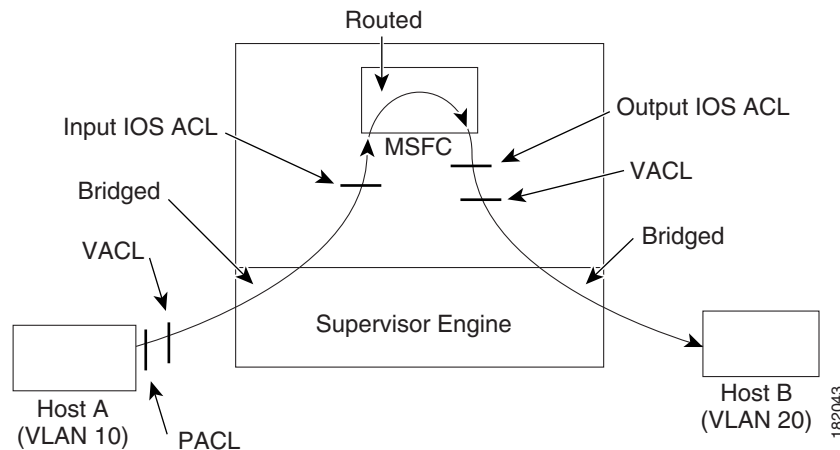 Routed
Input IOS ACL
MSFC
Output IOS ACL
VACL
Bridged
Bridged
VACL
Supervisor Engine
Host A
(VLAN 10)
PACL
Host B
(VLAN 20)
182043